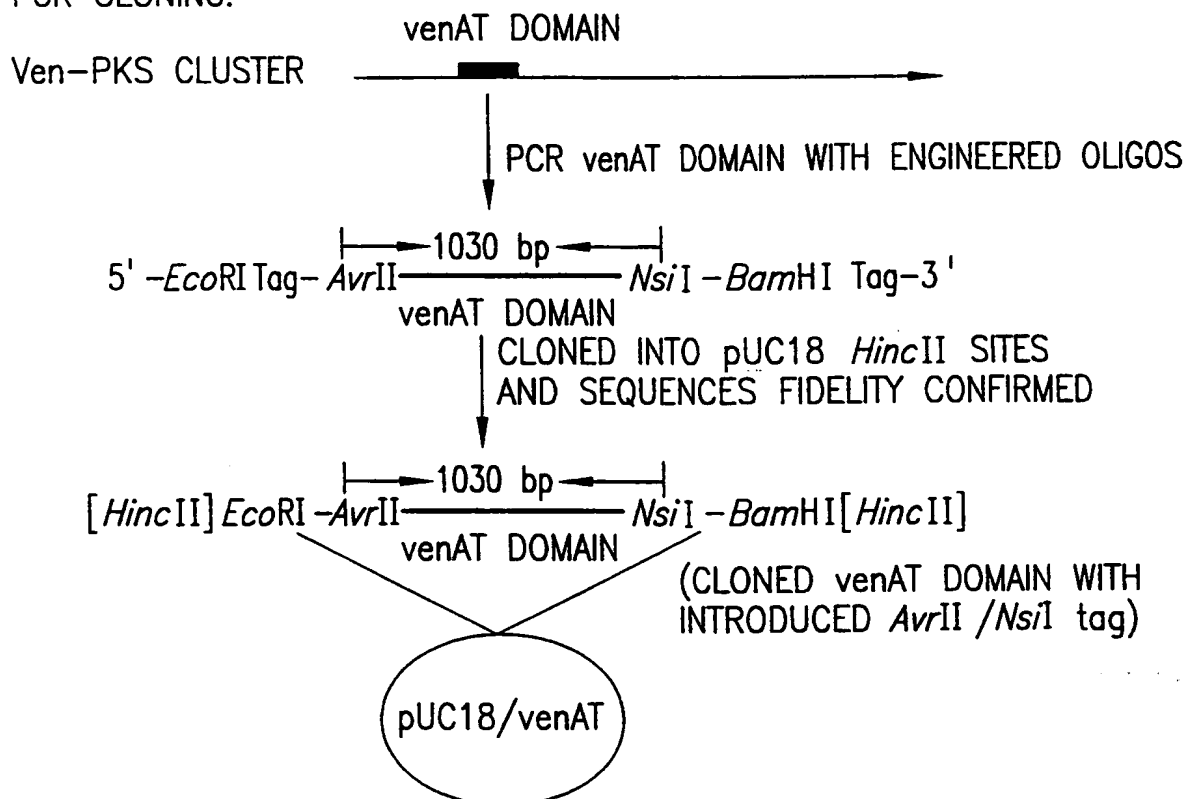 PCR CLONING:
venAT DOMAIN
Ven-PKS CLUSTER
PCR venAT DOMAIN WITH ENGINEERED OLIGOS
1030 bp
5' -EcoRI Tag- AvrII NsiI -BamHI Tag-3'
venAT DOMAIN
CLONED INTO pUC18 HincII SITES
AND SEQUENCES FIDELITY CONFIRMED
1030 bp
[HincII] EcoRI -AvrII NsiI -BamHI[HincII]
venAT DOMAIN
(CLONED venAT DOMAIN WITH
INTRODUCED AvrII /NsiI tag)
pUC18/venAT